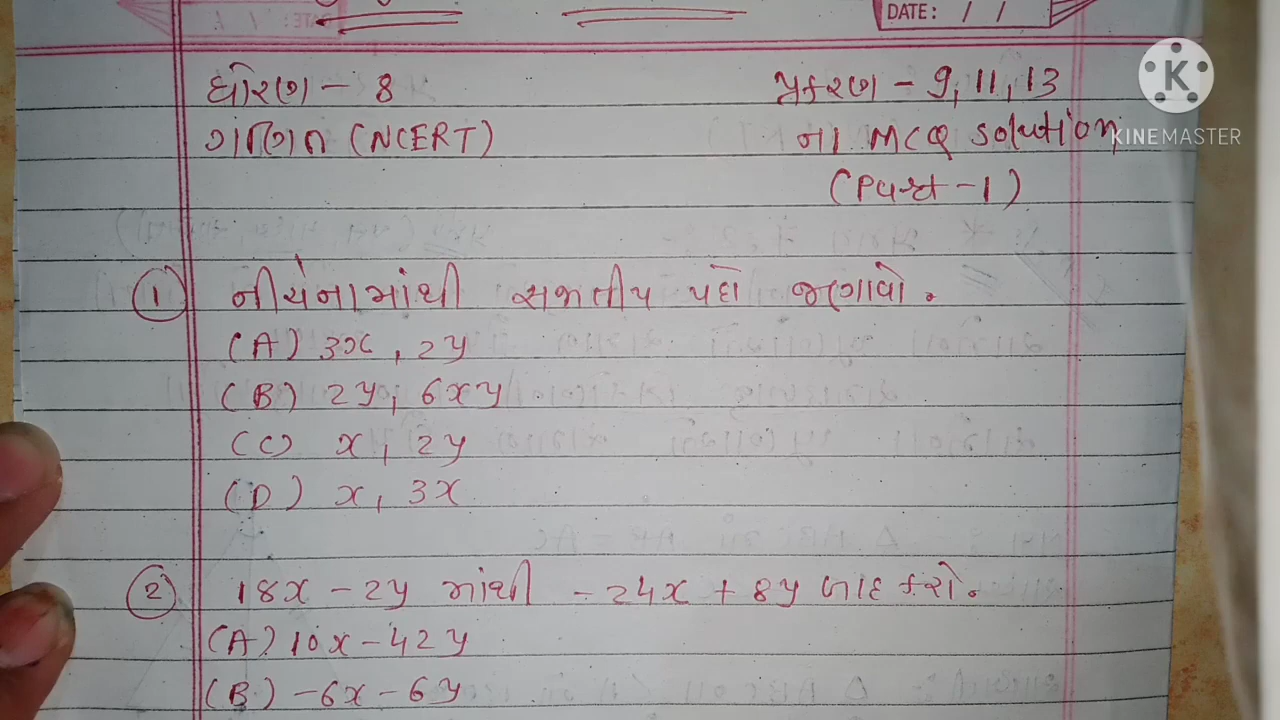 DATE: / /
ધોરણ - 8
પ્રકરણ - 9, 11, 13
ગણિત (NCERT)
ના MCQ solution
KINEMASTER
(Part-1)
① નીચેનામાંથી સજાતીય પદો જણાવો.
(A) 3x, 2y
(B) 2y, 6xy
(C) x, 2y
(D) x, 3x
② 18x - 2y માંથી - 24x + 8y બાદ કરો.
(A) 10x - 42y
(B) -6x - 6y